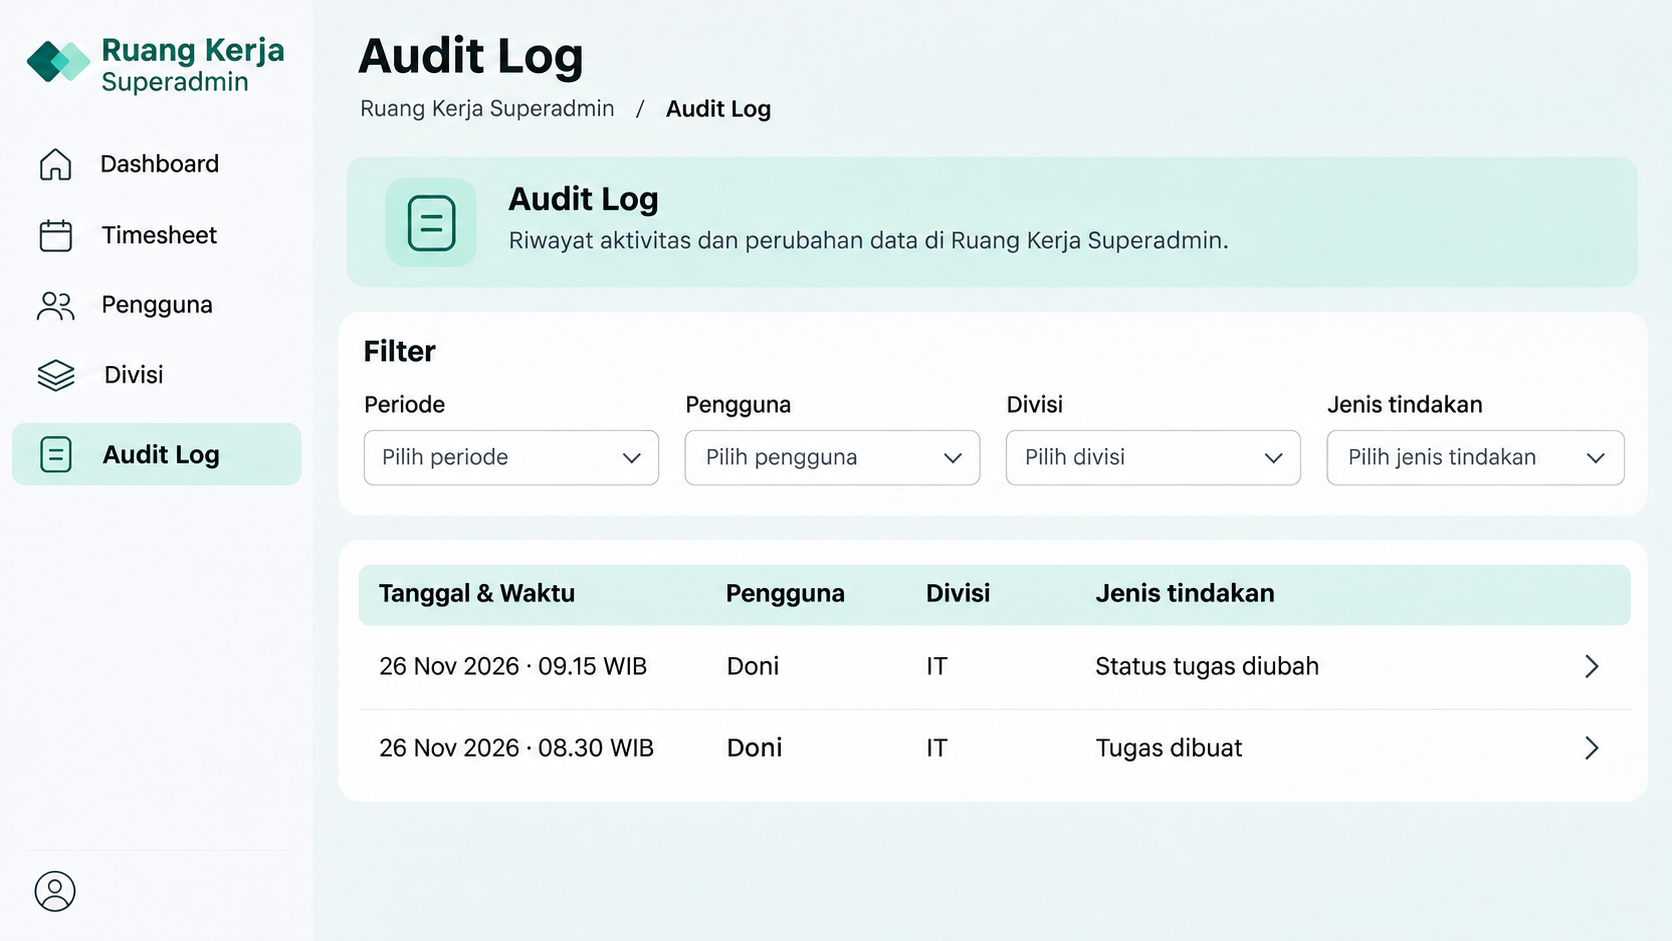 Ruang Kerja
Superadmin
Dashboard
Timesheet
Pengguna
Divisi
Audit Log
Audit Log
Ruang Kerja Superadmin / Audit Log
Audit Log
Riwayat aktivitas dan perubahan data di Ruang Kerja Superadmin.
Filter
Periode Pengguna Divisi Jenis tindakan
Pilih periode Pilih pengguna Pilih divisi Pilih jenis tindakan
Tanggal & Waktu Pengguna Divisi Jenis tindakan
26 Nov 2026 · 09.15 WIB Doni IT Status tugas diubah
26 Nov 2026 · 08.30 WIB Doni IT Tugas dibuat